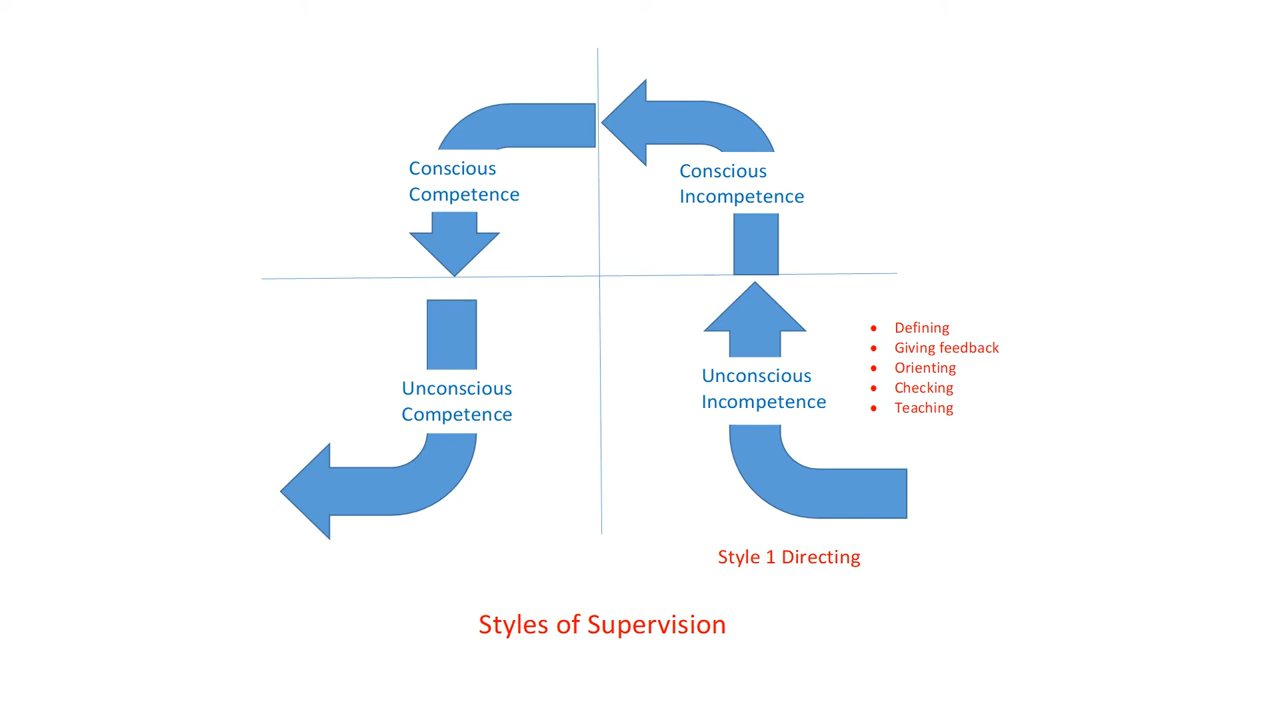 Conscious
Competence
Conscious
Incompetence
Unconscious
Competence
Unconscious
Incompetence
• Defining
• Giving feedback
• Orienting
• Checking
• Teaching
Style 1 Directing
Styles of Supervision